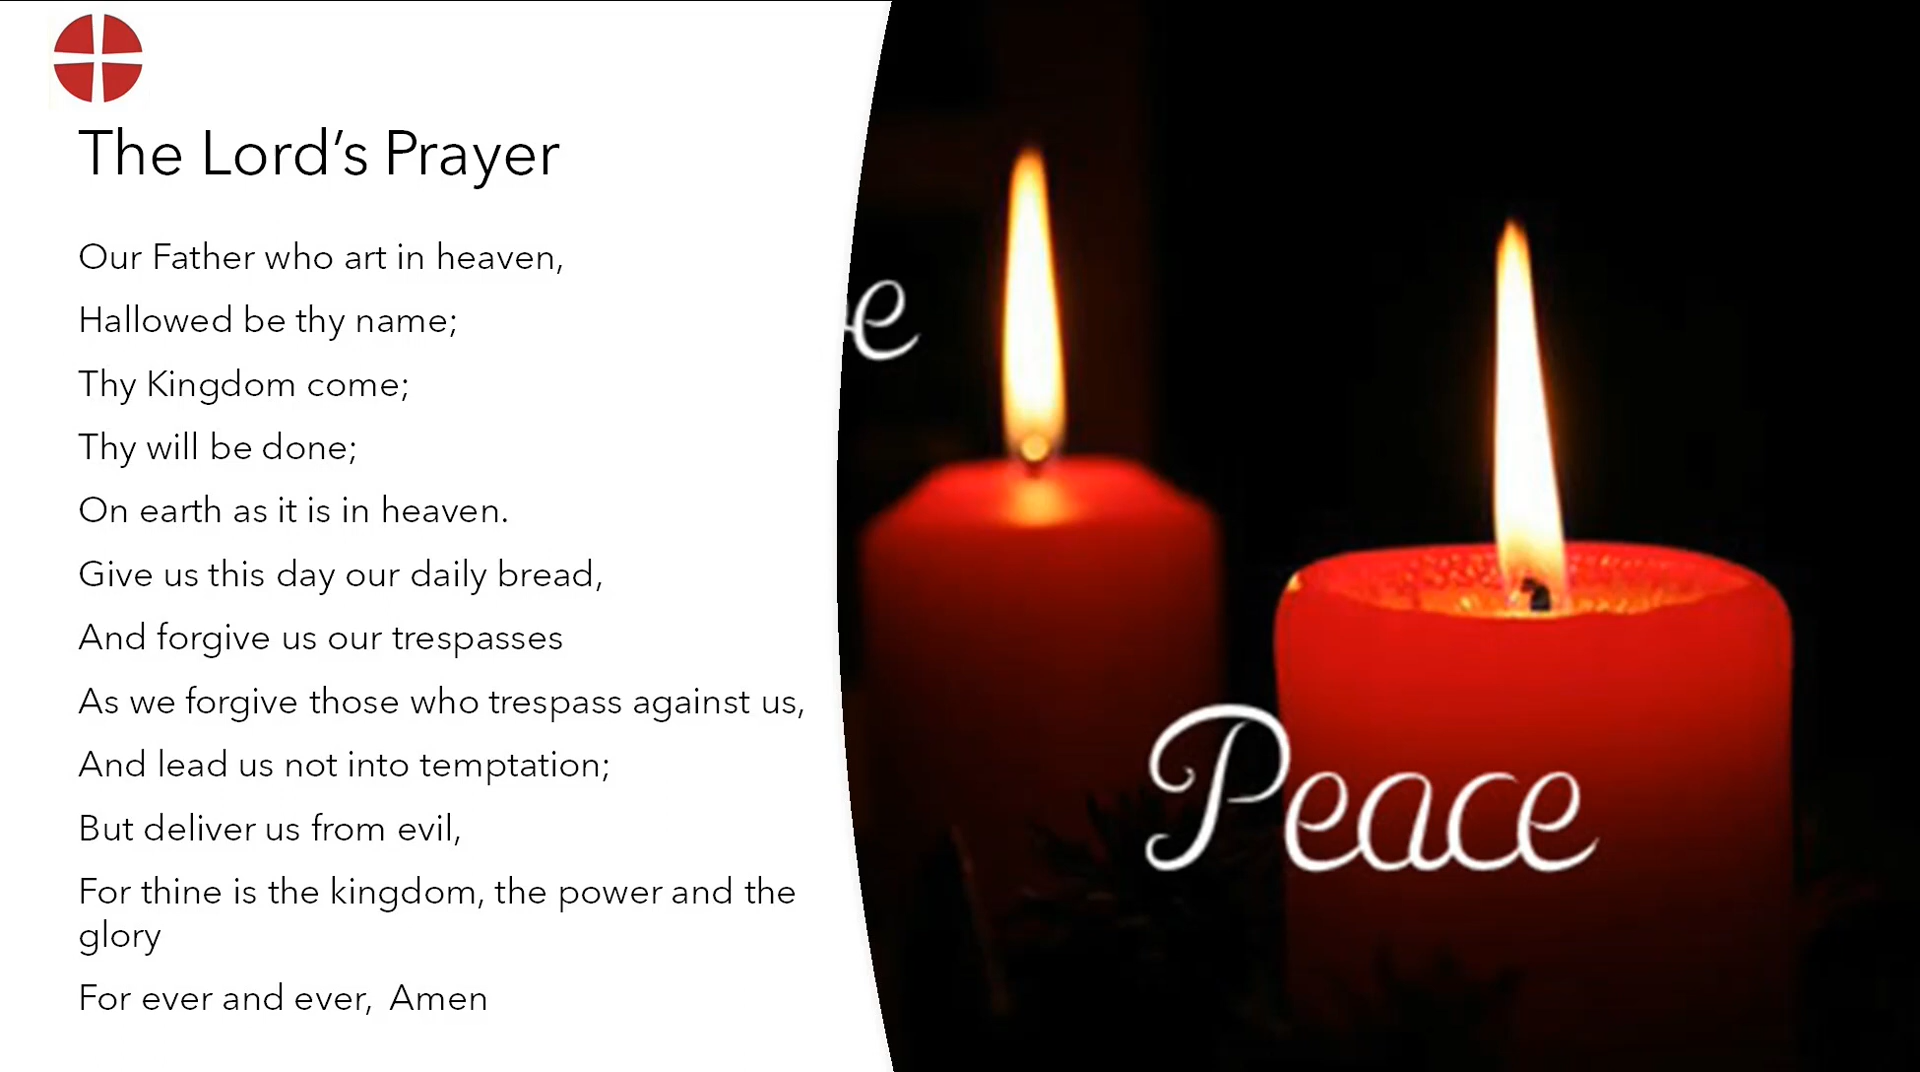 The Lord’s Prayer
Our Father who art in heaven,
Hallowed be thy name;
Thy Kingdom come;
Thy will be done;
On earth as it is in heaven.
Give us this day our daily bread,
And forgive us our trespasses
As we forgive those who trespass against us,
And lead us not into temptation;
But deliver us from evil,
For thine is the kingdom, the power and the
glory
For ever and ever, Amen
Peace